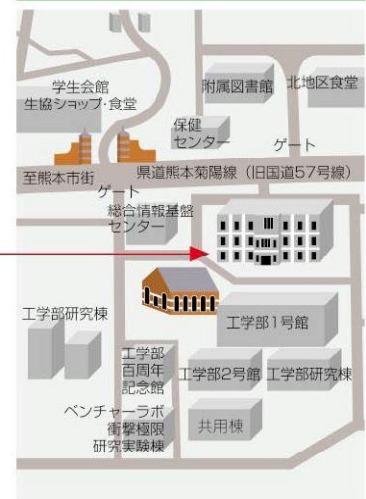 学生会館
生協ショップ・食堂
附属図書館
北地区食堂
保健
センター
ゲート
至熊本市街
県道熊本菊陽線（旧国道57号線）
ゲート
総合情報基盤
センター
工学部研究棟
工学部1号館
工学部
百周年
記念館
工学部2号館
工学部研究棟
ベンチャーラボ
衝撃極限
研究実験棟
共用棟